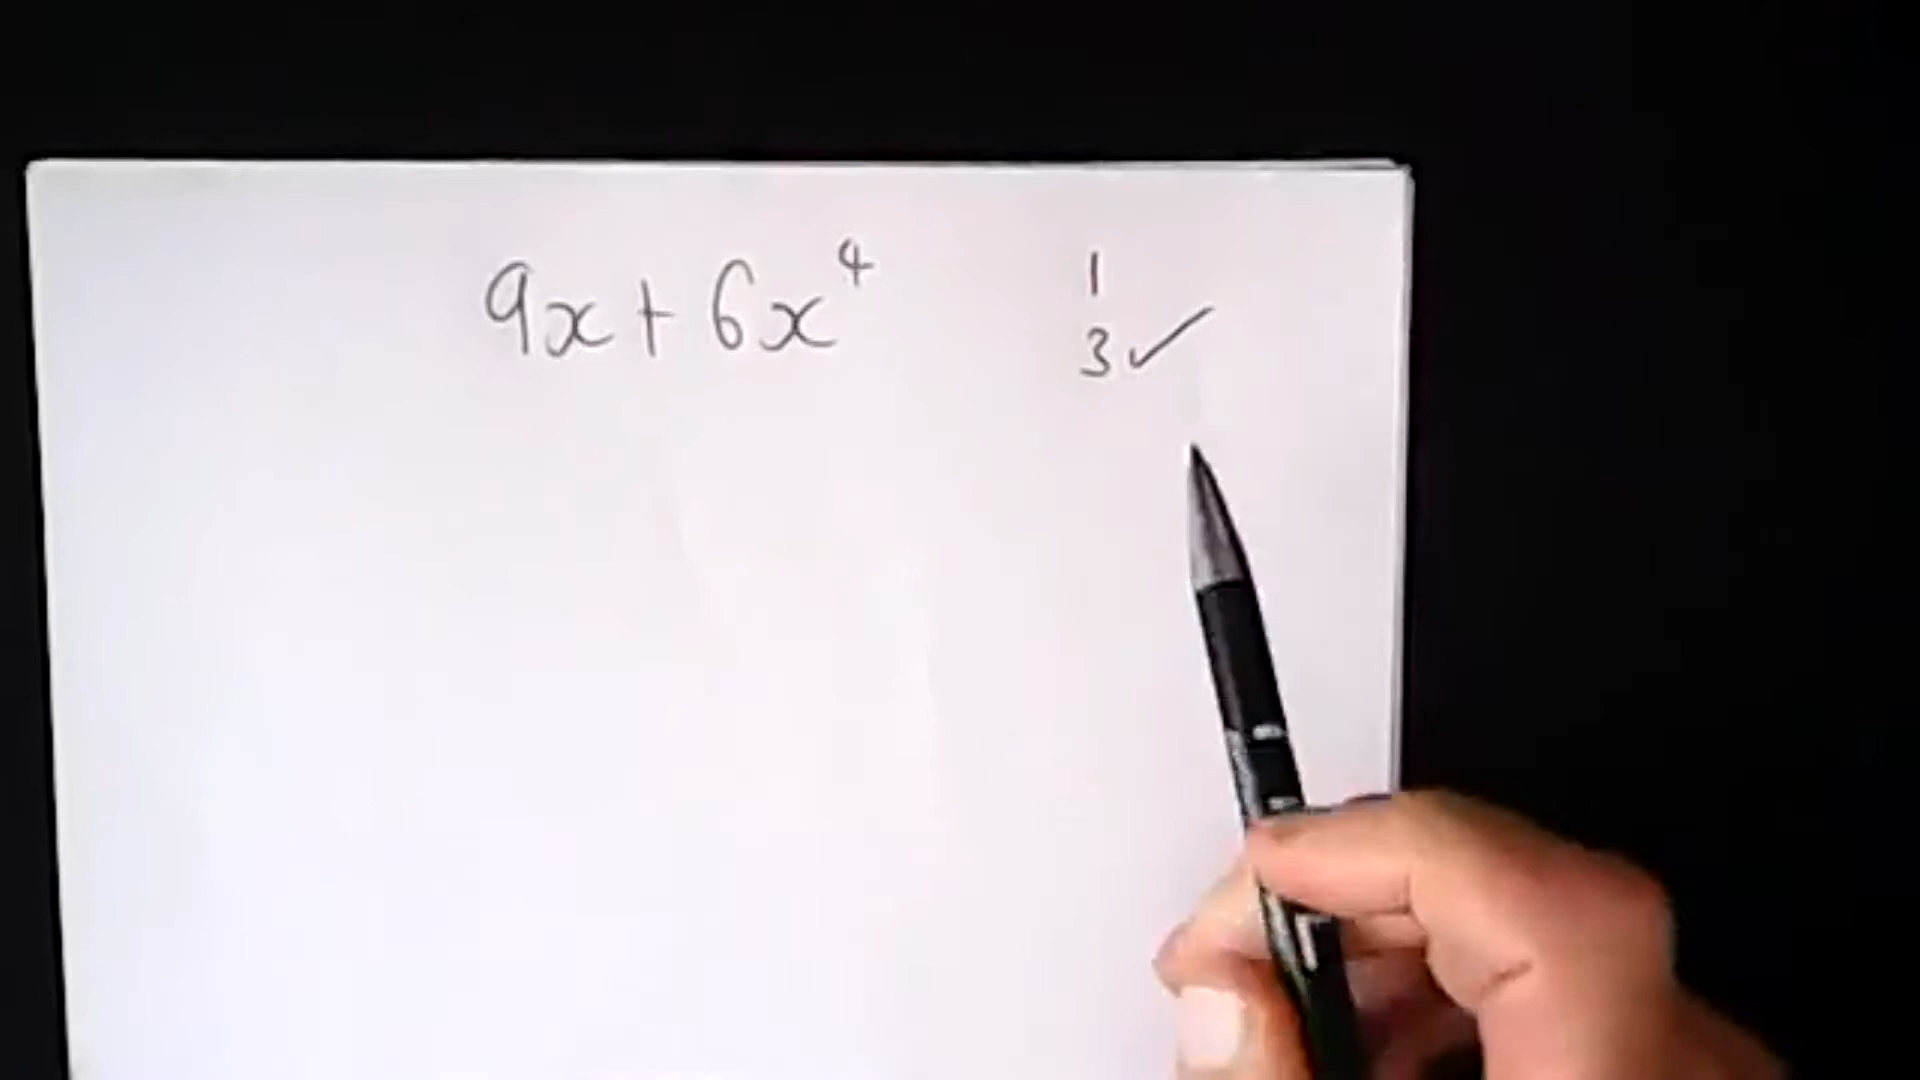 9x + 6x⁴
1
3 ✓